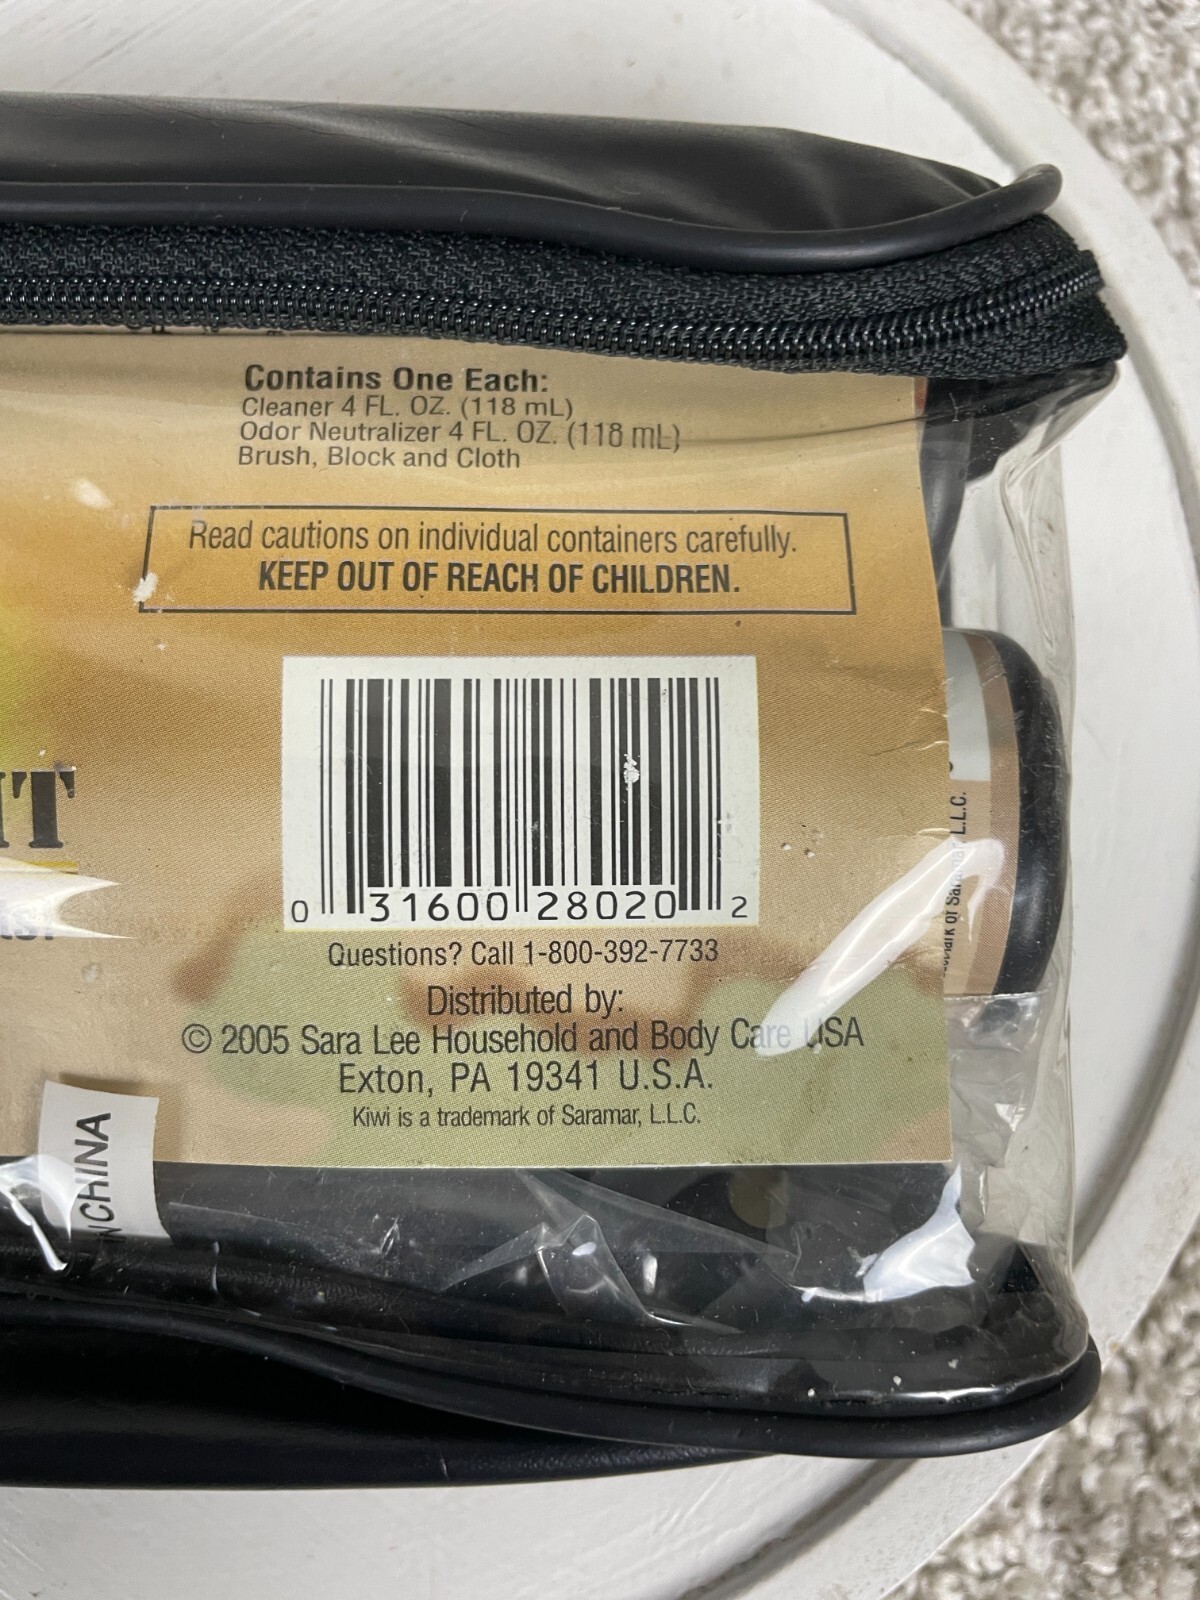 Contains One Each:
Cleaner 4 FL. OZ. (118 mL)
Odor Neutralizer 4 FL. OZ. (118 mL)
Brush, Block and Cloth
Read cautions on individual containers carefully.
KEEP OUT OF REACH OF CHILDREN.
0 31600 28020 2
Questions? Call 1-800-392-7733
Distributed by:
© 2005 Sara Lee Household and Body Care USA
Exton, PA 19341 U.S.A.
Kiwi is a trademark of Saramar, L.L.C.
CHINA
of Saramar, L.L.C.